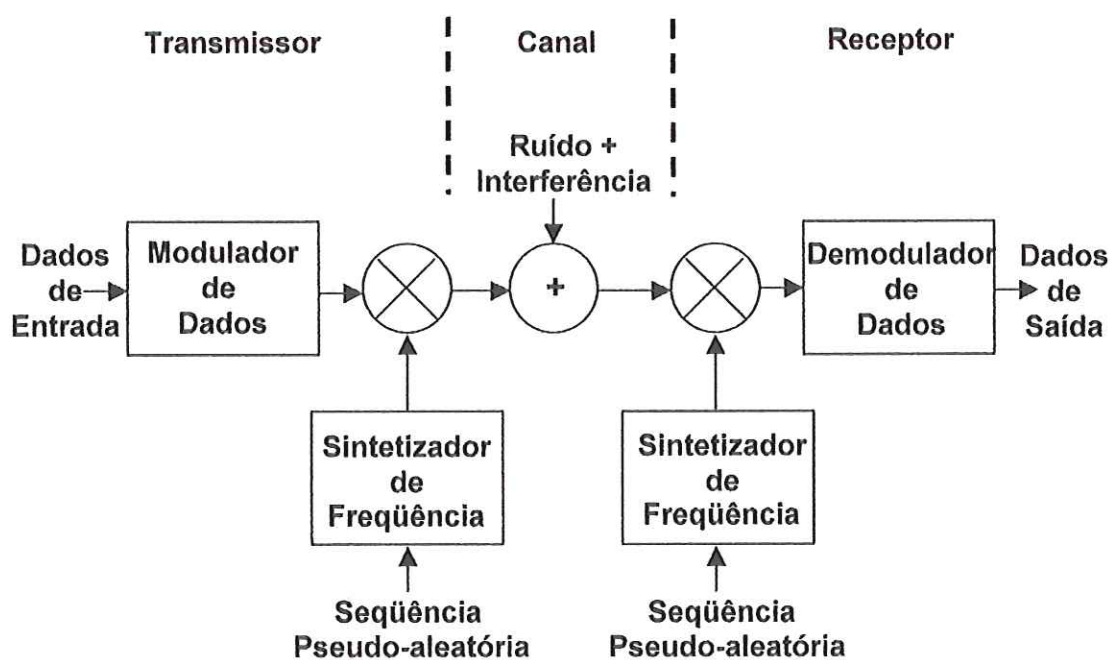 Transmissor
Canal
Receptor
Ruído +
Interferência
Dados
de
Entrada
Modulador
de
Dados
+
Demodulador
de
Dados
Dados
de
Saída
Sintetizador
de
Freqüência
Sintetizador
de
Freqüência
Seqüência
Pseudo-aleatória
Seqüência
Pseudo-aleatória